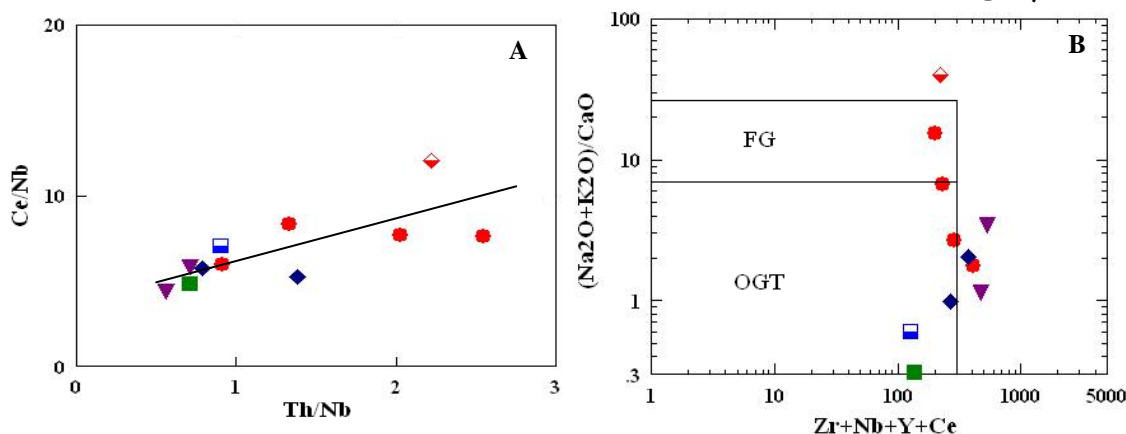 A
Ce/Nb
20
10
0
0 1 2 3
Th/Nb
B
(Na2O+K2O)/CaO
100
10
1
.3
FG
OGT
1 10 100 1000 5000
Zr+Nb+Y+Ce